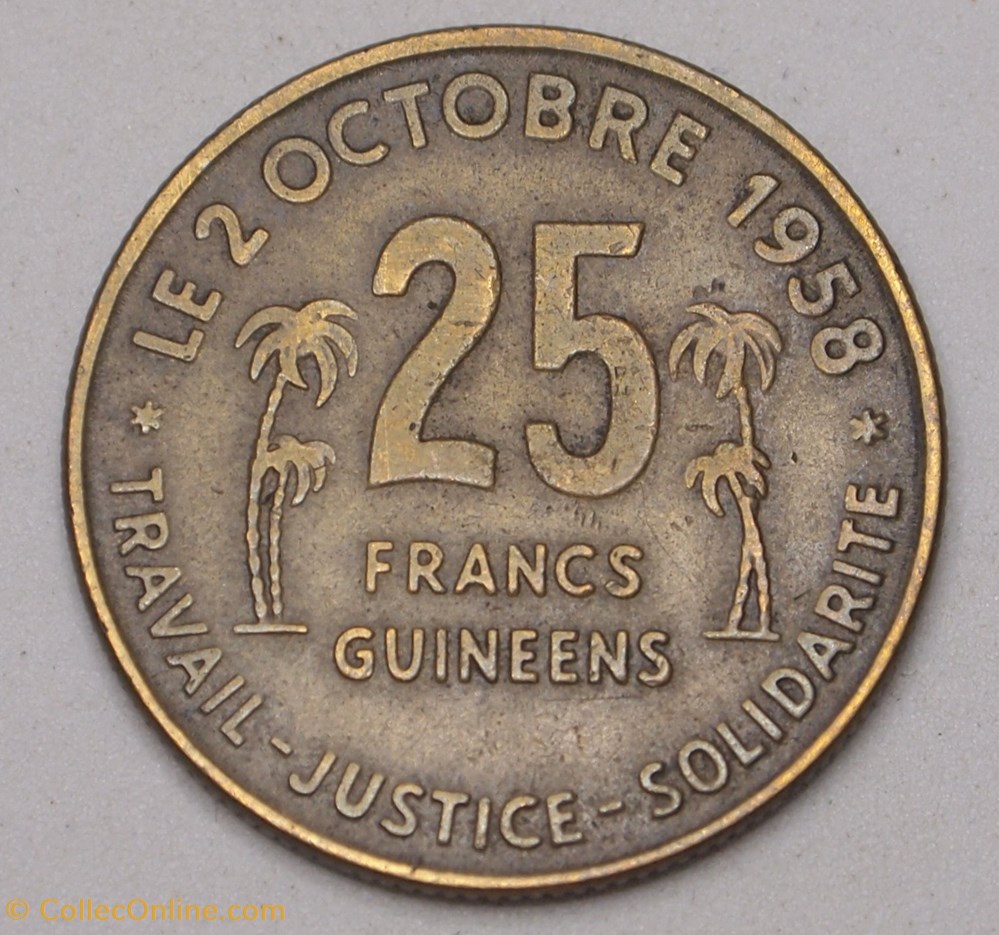 LE 2 OCTOBRE 1958
25
FRANCS
GUINEENS
* TRAVAIL - JUSTICE - SOLIDARITE *
© CollecOnline.com